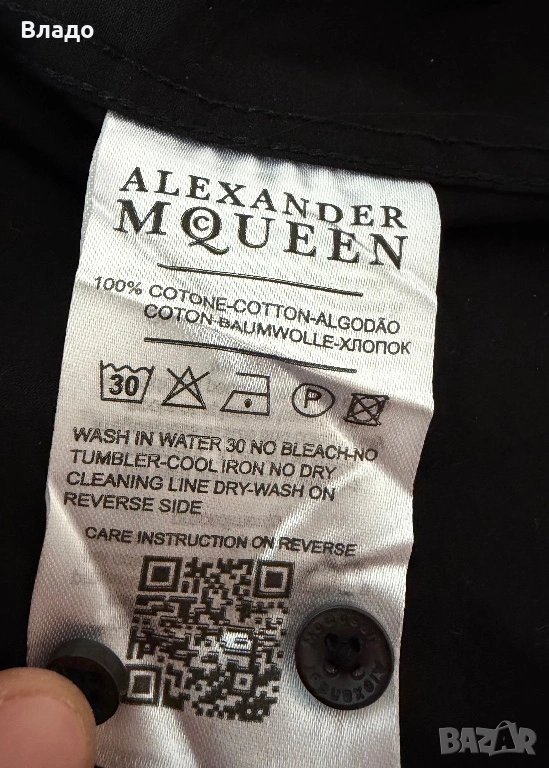 Владо
ALEXANDER
M©QUEEN
100% COTONE-COTTON-ALGODÃO
COTON-BAUMWOLLE-ХЛОПОК
30 P
WASH IN WATER 30 NO BLEACH-NO
TUMBLER-COOL IRON NO DRY
CLEANING LINE DRY-WASH ON
REVERSE SIDE
CARE INSTRUCTION ON REVERSE
BAZAR